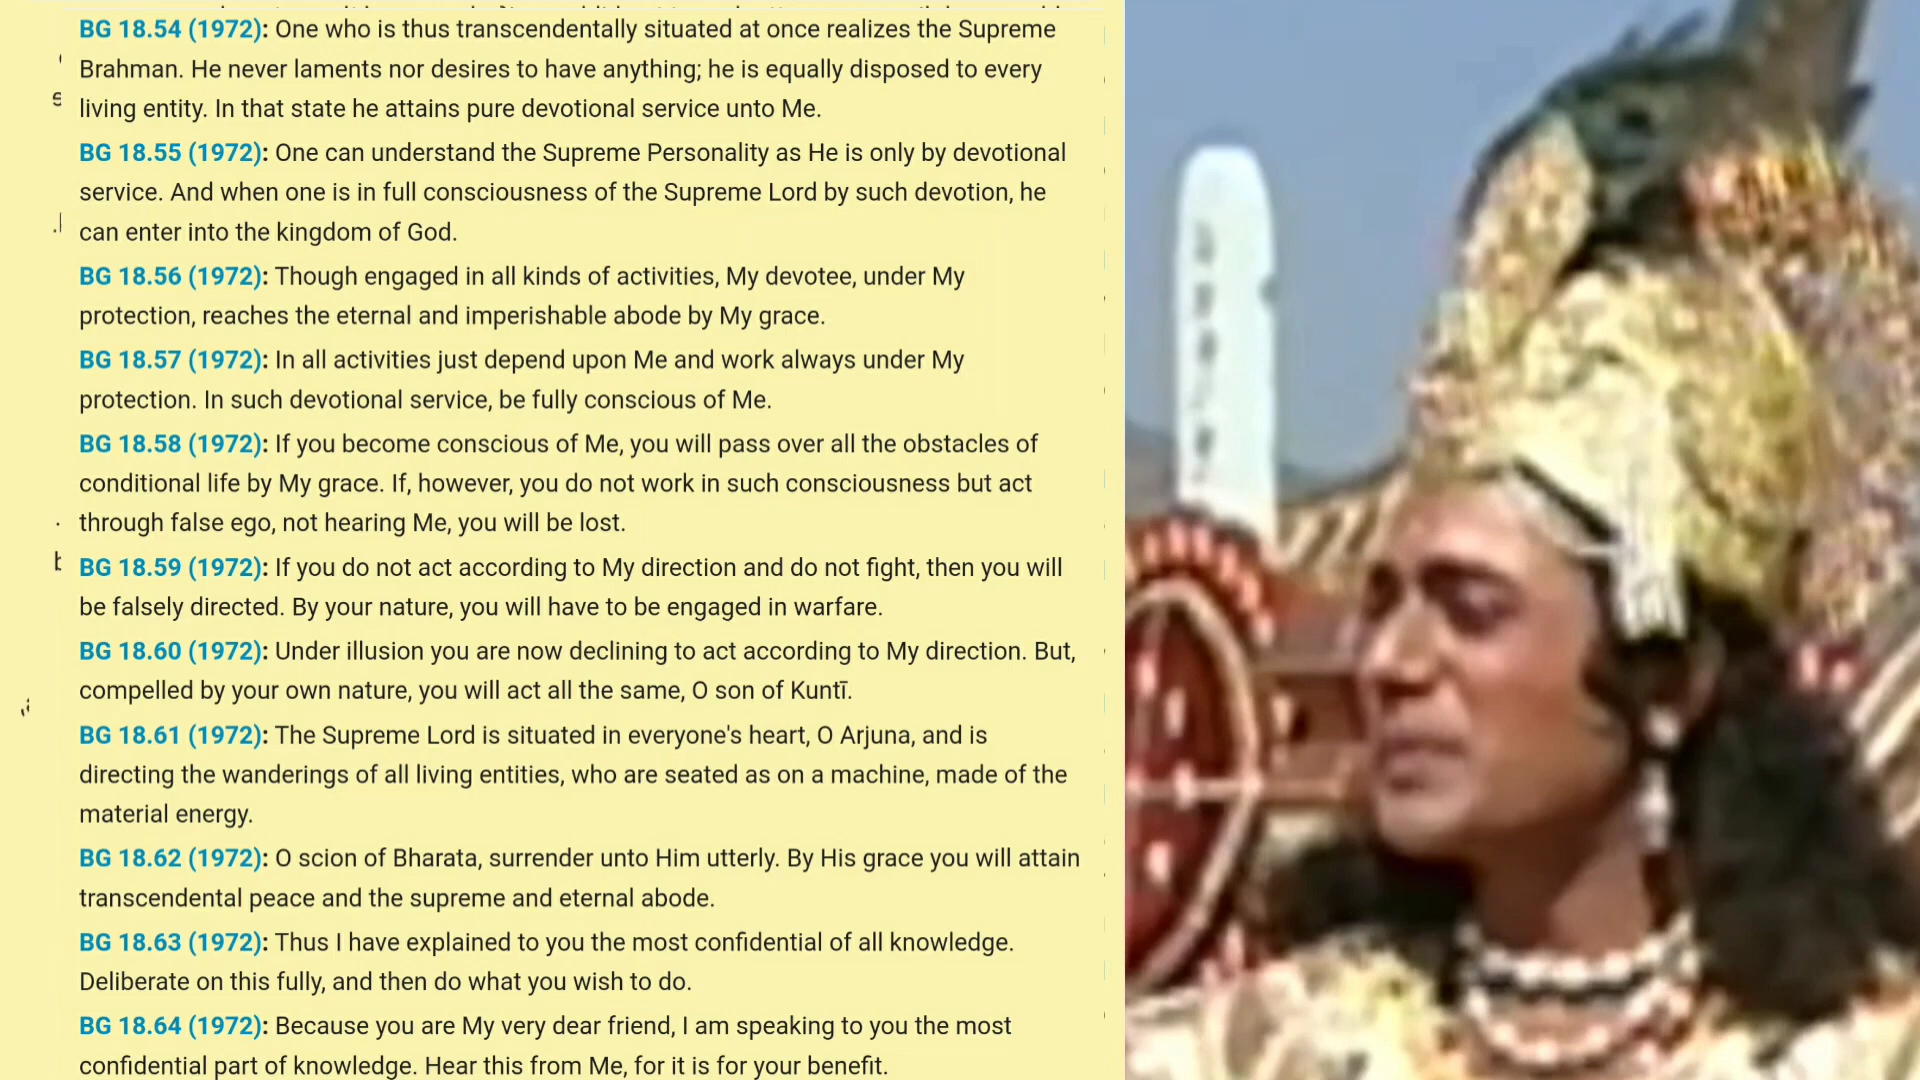 BG 18.54 (1972): One who is thus transcendentally situated at once realizes the Supreme
Brahman. He never laments nor desires to have anything; he is equally disposed to every
living entity. In that state he attains pure devotional service unto Me.
BG 18.55 (1972): One can understand the Supreme Personality as He is only by devotional
service. And when one is in full consciousness of the Supreme Lord by such devotion, he
can enter into the kingdom of God.
BG 18.56 (1972): Though engaged in all kinds of activities, My devotee, under My
protection, reaches the eternal and imperishable abode by My grace.
BG 18.57 (1972): In all activities just depend upon Me and work always under My
protection. In such devotional service, be fully conscious of Me.
BG 18.58 (1972): If you become conscious of Me, you will pass over all the obstacles of
conditional life by My grace. If, however, you do not work in such consciousness but act
through false ego, not hearing Me, you will be lost.
BG 18.59 (1972): If you do not act according to My direction and do not fight, then you will
be falsely directed. By your nature, you will have to be engaged in warfare.
BG 18.60 (1972): Under illusion you are now declining to act according to My direction. But,
compelled by your own nature, you will act all the same, O son of Kuntī.
BG 18.61 (1972): The Supreme Lord is situated in everyone's heart, O Arjuna, and is
directing the wanderings of all living entities, who are seated as on a machine, made of the
material energy.
BG 18.62 (1972): O scion of Bharata, surrender unto Him utterly. By His grace you will attain
transcendental peace and the supreme and eternal abode.
BG 18.63 (1972): Thus I have explained to you the most confidential of all knowledge.
Deliberate on this fully, and then do what you wish to do.
BG 18.64 (1972): Because you are My very dear friend, I am speaking to you the most
confidential part of knowledge. Hear this from Me, for it is for your benefit.